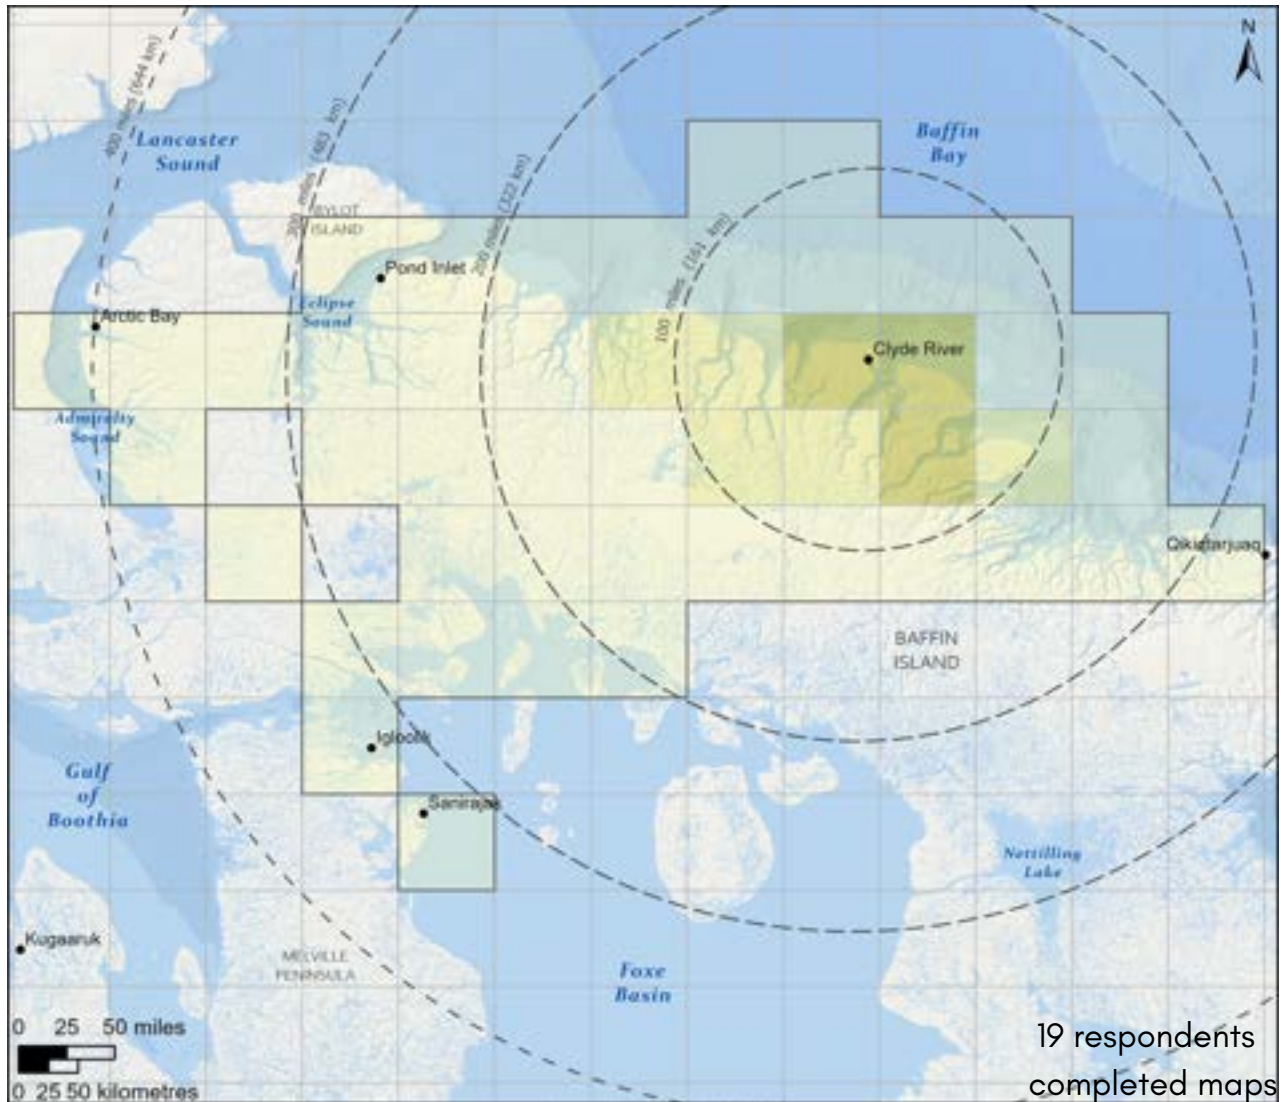 N
400 miles (644 km)
Lancaster
Sound
300 miles (483 km)
200 miles (322 km)
Baffin
Bay
BYLOT
ISLAND
100 miles (161 km)
Pond Inlet
Eclipse
Sound
Arctic Bay
Clyde River
Admiralty
Sound
Qikiqtarjuaq
BAFFIN
ISLAND
Igloolik
Gulf
of
Boothia
Sanirajak
Nettilling
Lake
Kugaaruk
MELVILLE
PENINSULA
Foxe
Basin
0 25 50 miles
0 25 50 kilometres
19 respondents
completed maps